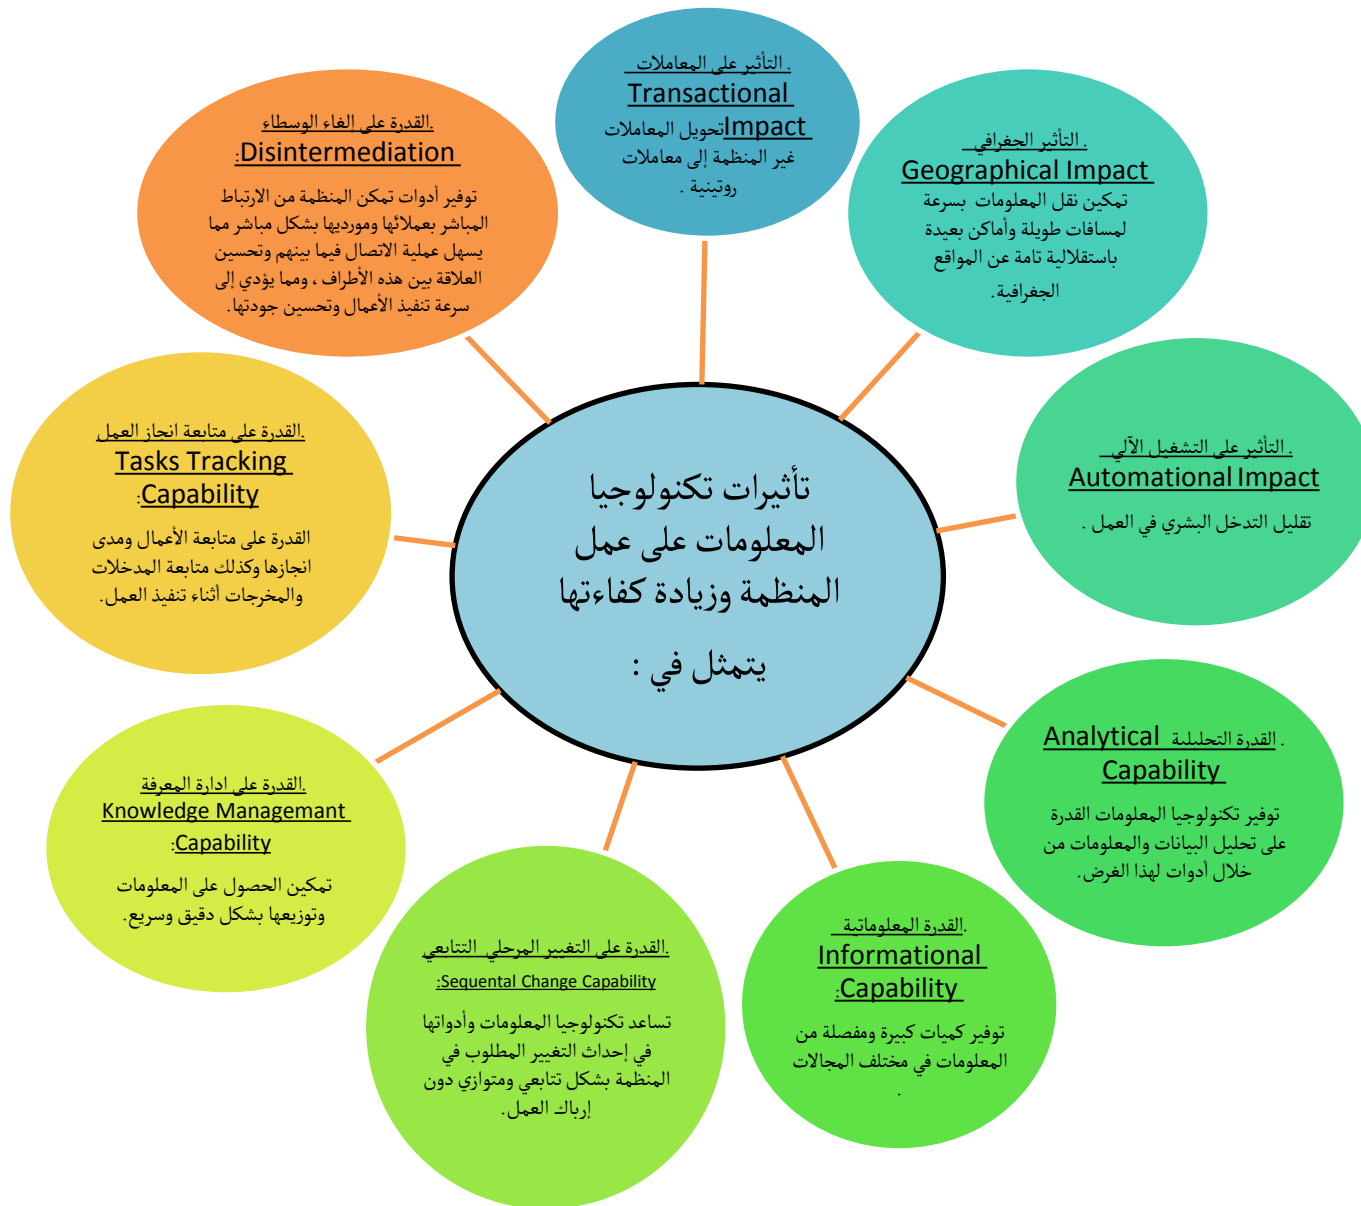 تأثيرات تكنولوجيا
المعلومات على عمل
المنظمة وزيادة كفاءتها
يتمثل في :
. التأثير على المعاملات
Transactional
Impactتحويل المعاملات
غير المنظمة إلى معاملات
روتينية .
. التأثير الجغرافي
Geographical Impact
تمكين نقل المعلومات بسرعة
لمسافات طويلة وأماكن بعيدة
باستقلالية تامة عن المواقع
الجغرافية.
. التأثير على التشغيل الآلي
Automational Impact
تقليل التدخل البشري في العمل .
. القدرة التحليلية Analytical
Capability
توفير تكنولوجيا المعلومات القدرة
على تحليل البيانات والمعلومات من
خلال أدوات لهذا الغرض.
.القدرة المعلوماتية
Informational
Capability:
توفير كميات كبيرة ومفصلة من
المعلومات في مختلف المجالات
.
.القدرة على التغيير المرحلي التتابعي
Sequental Change Capability:
تساعد تكنولوجيا المعلومات وأدواتها
في إحداث التغيير المطلوب في
المنظمة بشكل تتابعي ومتوازي دون
إرباك العمل.
.القدرة على ادارة المعرفة
Knowledge Managemant
Capability:
تمكين الحصول على المعلومات
وتوزيعها بشكل دقيق وسريع.
.القدرة على متابعة انجاز العمل
Tasks Tracking
Capability:
القدرة على متابعة الأعمال ومدى
انجازها وكذلك متابعة المدخلات
والمخرجات أثناء تنفيذ العمل.
.القدرة على إلغاء الوسطاء
Disintermediation:
توفير أدوات تمكن المنظمة من الارتباط
المباشر بعملائها ومورديها بشكل مباشر مما
يسهل عملية الاتصال فيما بينهم وتحسين
العلاقة بين هذه الأطراف ، ومما يؤدي إلى
سرعة تنفيذ الأعمال وتحسين جودتها.